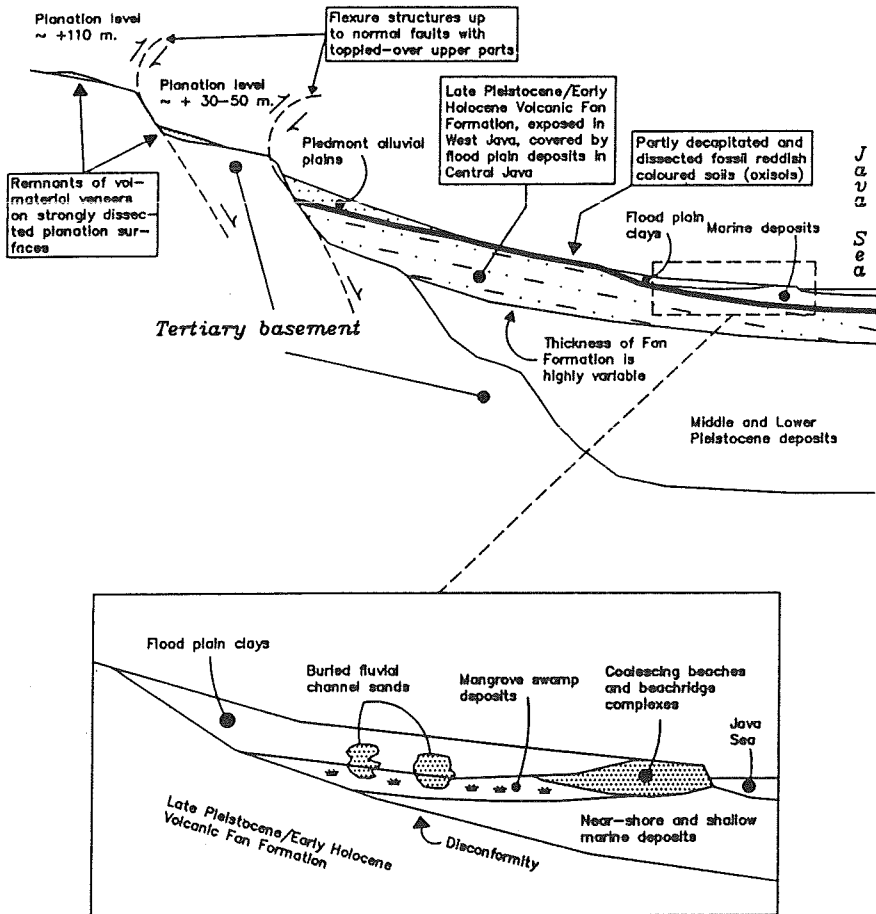 Planation level
~ +110 m.
Flexure structures up
to normal faults with
toppled-over upper parts
Planation level
~ + 30-50 m.
Late Pleistocene/Early
Holocene Volcanic Fan
Formation, exposed in
West Java, covered by
flood plain deposits in
Central Java
Piedmont alluvial
plains
Partly decapitated and
dissected fossil reddish
coloured soils (oxisols)
Java Sea
Remnants of vol-
material veneers
on strongly dissec-
ted planation sur-
faces
Flood plain
clays
Marine deposits
Tertiary basement
Thickness of Fan
Formation is
highly variable
Middle and Lower
Pleistocene deposits
Flood plain clays
Buried fluvial
channel sands
Mangrove swamp
deposits
Coalescing beaches
and beachridge
complexes
Java
Sea
Late Pleistocene/Early Holocene
Volcanic Fan Formation
Disconformity
Near-shore and shallow
marine deposits